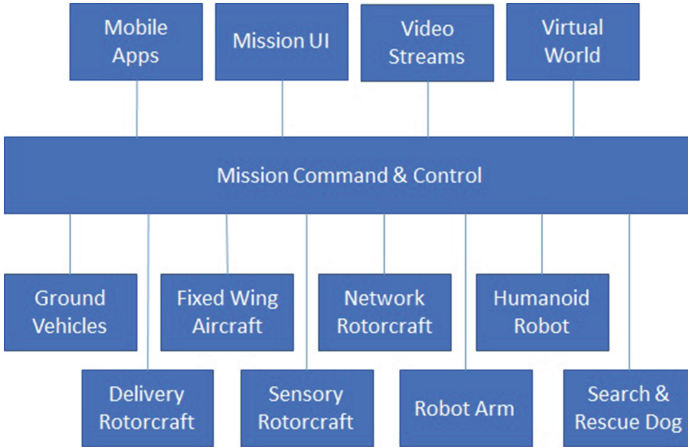 Mobile
Apps
Mission UI
Video
Streams
Virtual
World
Mission Command & Control
Ground
Vehicles
Fixed Wing
Aircraft
Network
Rotorcraft
Humanoid
Robot
Delivery
Rotorcraft
Sensory
Rotorcraft
Robot Arm
Search &
Rescue Dog